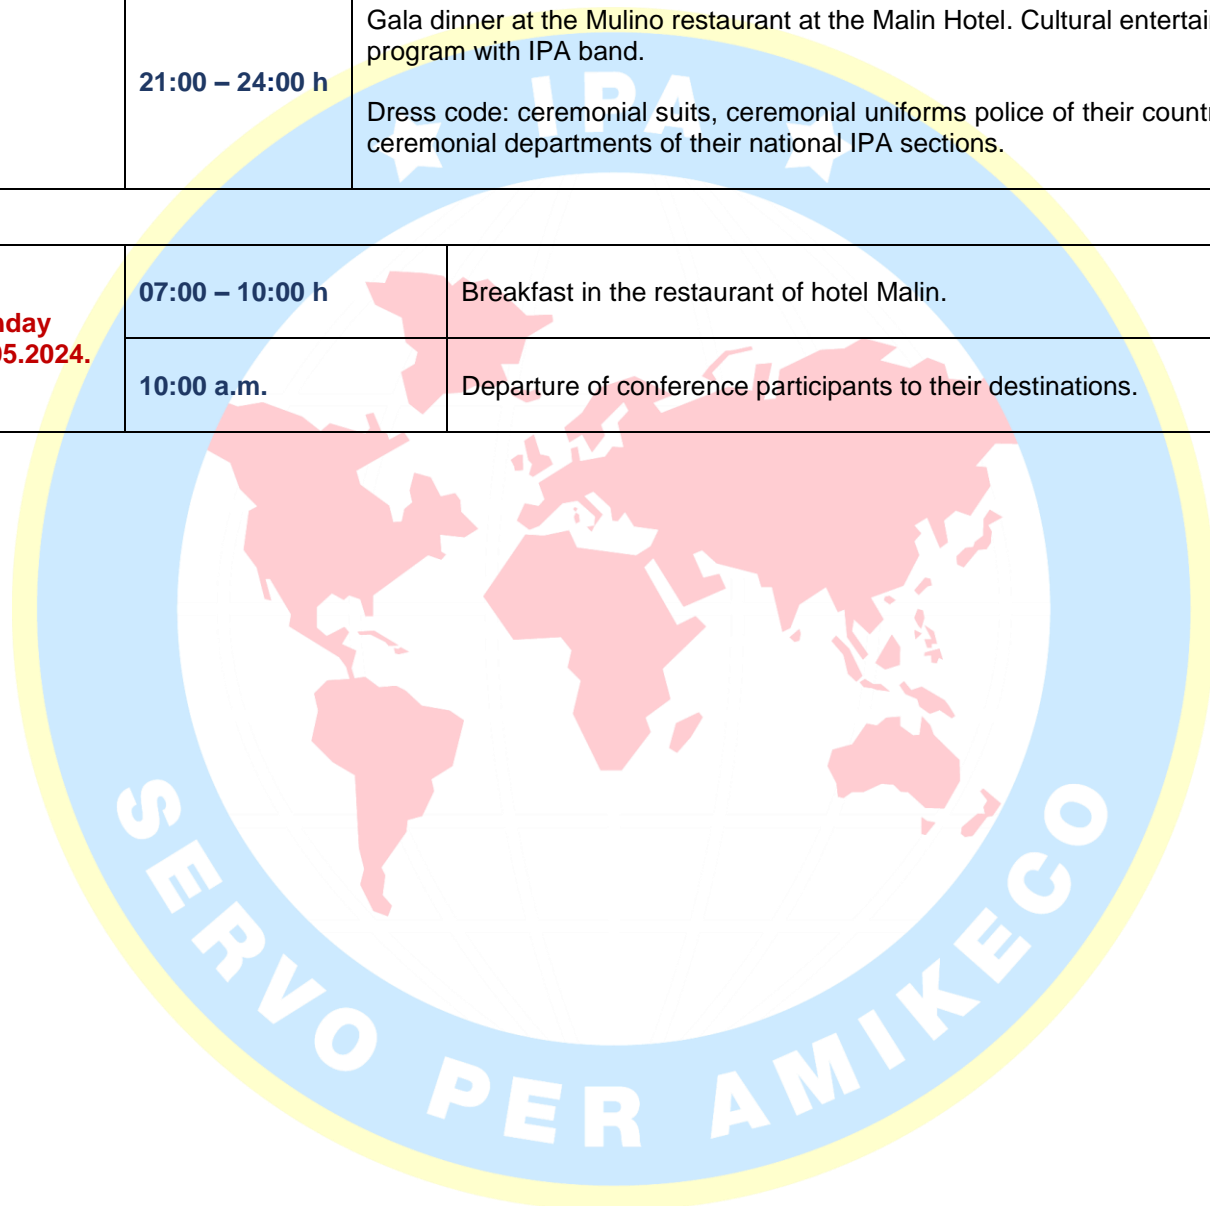 Gala dinner at the Mulino restaurant at the Malin Hotel. Cultural
program with IPA band.
21:00 – 24:00 h
Dress code: ceremonial suits, ceremonial uniforms police of their
ceremonial departments of their national IPA sections.
07:00 – 10:00 h
Breakfast in the restaurant of hotel Malin.
05.2024.
10:00 a.m.
Departure of conference participants to their destinations.
IPA
SERVO PER AMIKECO